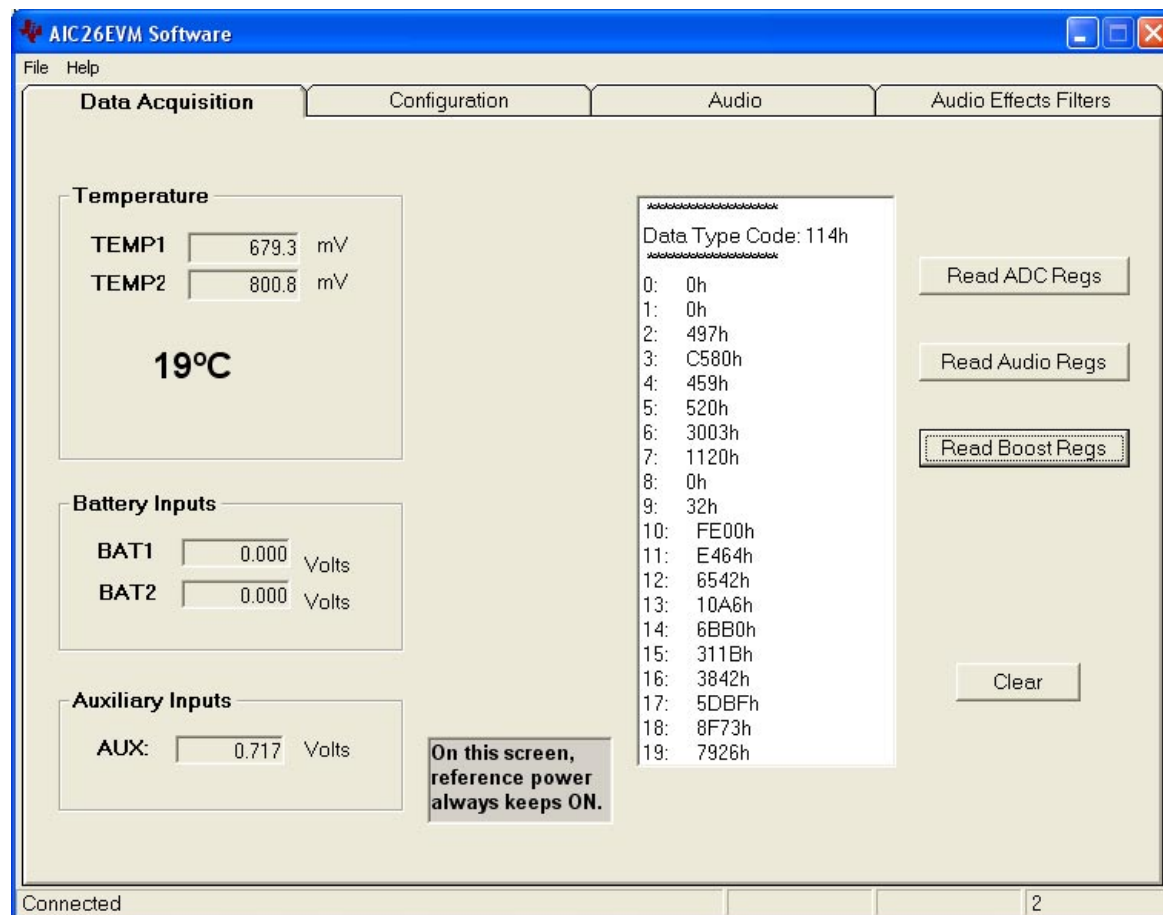 AIC26EVM Software
File Help
Data Acquisition Configuration Audio Audio Effects Filters
Temperature
TEMP1 679.3 mV
TEMP2 800.8 mV
19ºC
Battery Inputs
BAT1 0.000 Volts
BAT2 0.000 Volts
Auxiliary Inputs
AUX: 0.717 Volts
On this screen,
reference power
always keeps ON.
********************
Data Type Code: 114h
********************
0: 0h
1: 0h
2: 497h
3: C580h
4: 459h
5: 520h
6: 3003h
7: 1120h
8: 0h
9: 32h
10: FE00h
11: E464h
12: 6542h
13: 10A6h
14: 6BB0h
15: 311Bh
16: 3842h
17: 5DBFh
18: 8F73h
19: 7926h
Read ADC Regs
Read Audio Regs
Read Boost Regs
Clear
Connected 2